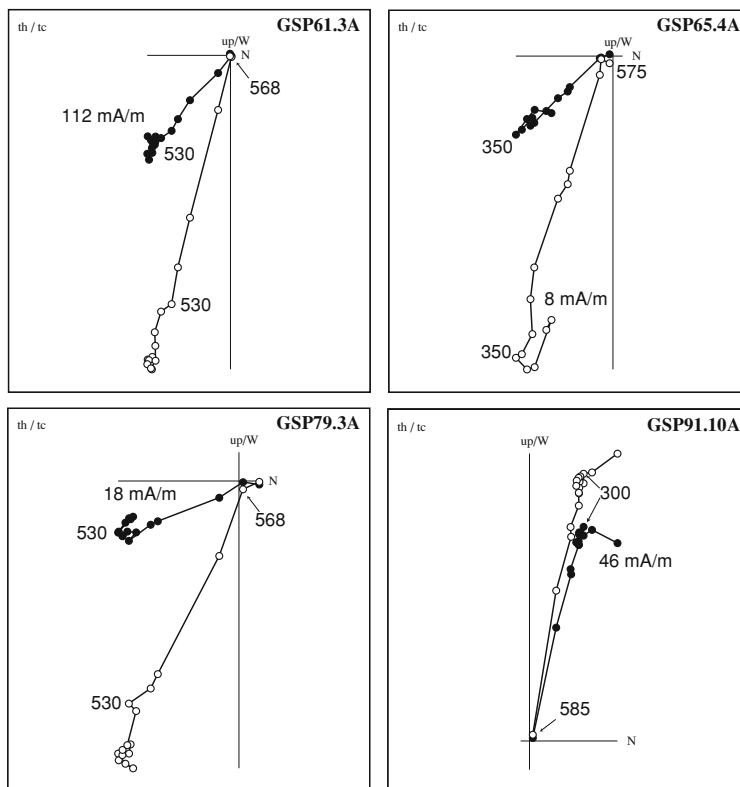 th / tc
GSP61.3A
up/W
N
568
112 mA/m
530
530
th / tc
GSP65.4A
up/W
N
575
350
8 mA/m
350
th / tc
GSP79.3A
up/W
N
18 mA/m
530
568
530
th / tc
GSP91.10A
up/W
300
46 mA/m
585
N